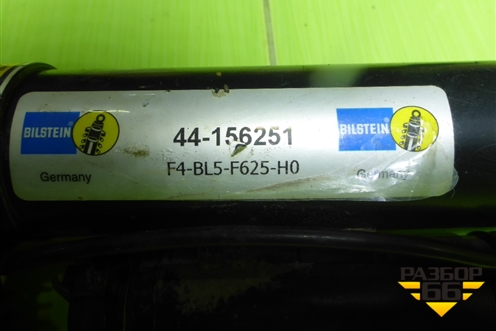 BILSTEIN
Germany
44-156251
F4-BL5-F625-H0
BILSTEIN
Germany
РАЗБОР
66